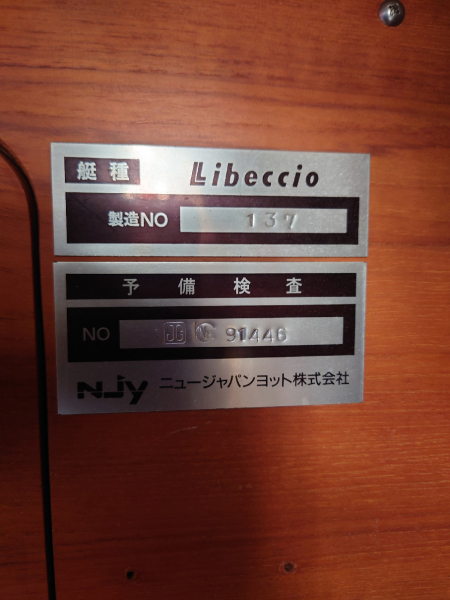 艇種 Libeccio
製造NO 137
予備検査
NO JG 91446
NJY ニュージャパンヨット株式会社